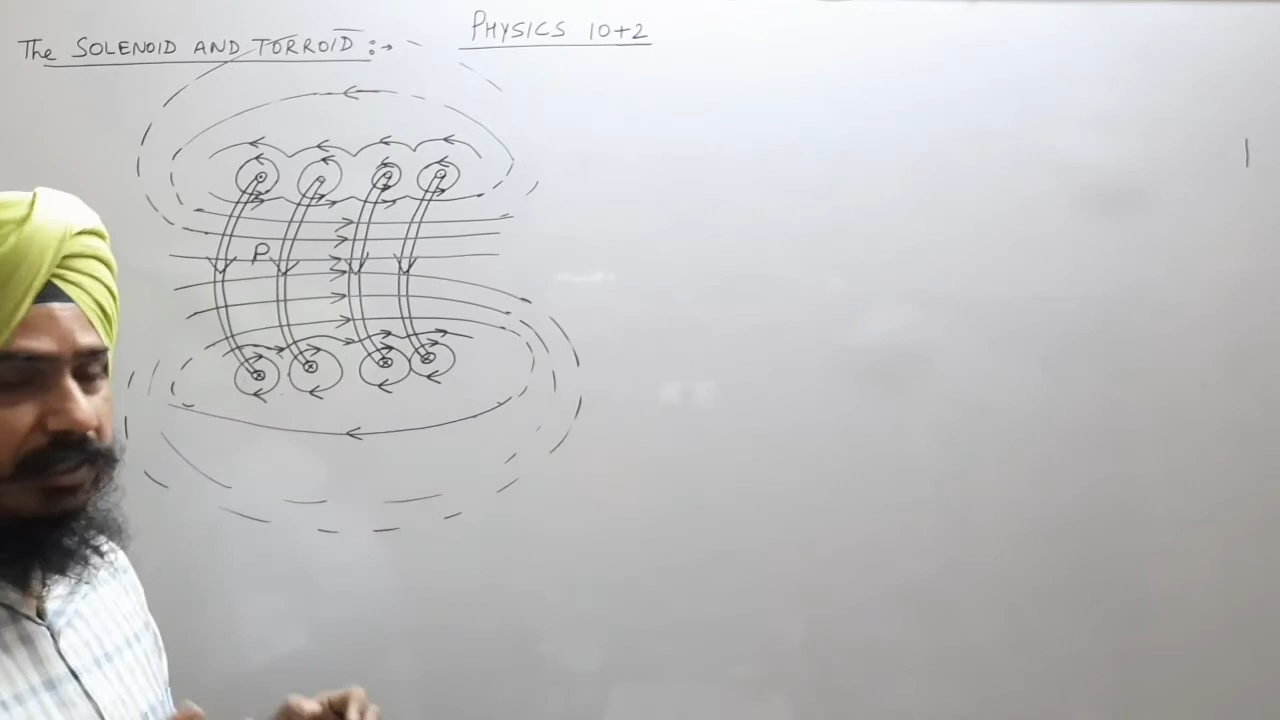 PHYSICS 10+2
The SOLENOID AND TORROID :→
P